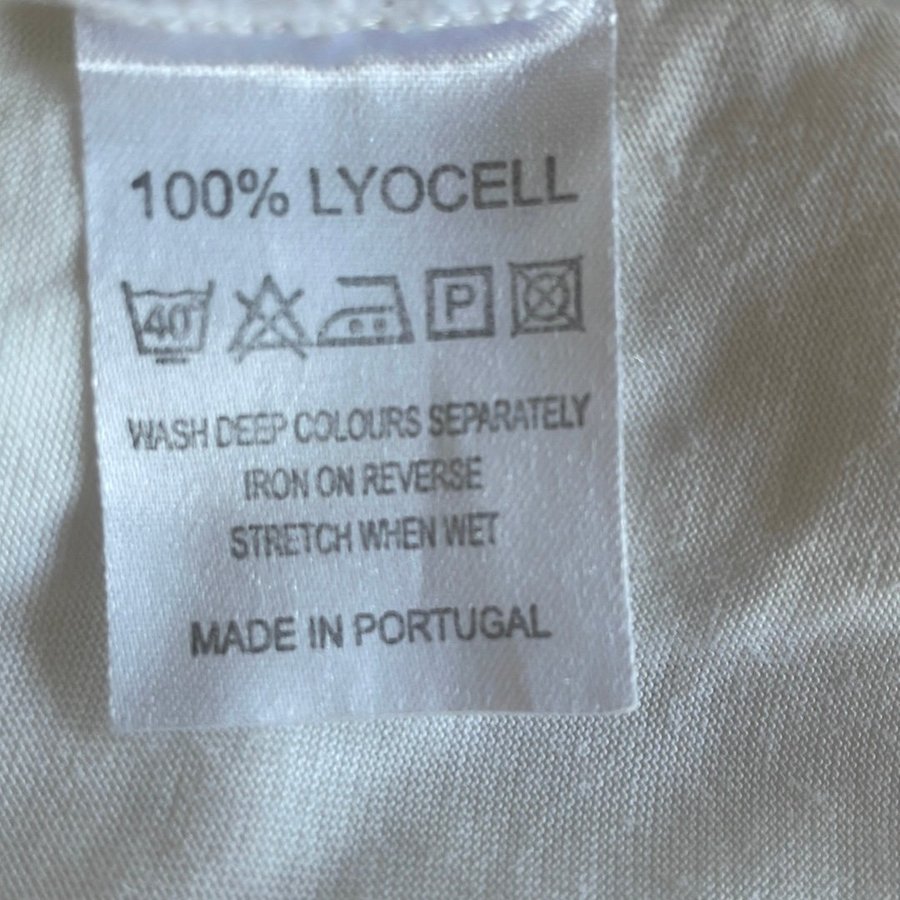 100% LYOCELL
40 P
WASH DEEP COLOURS SEPARATELY
IRON ON REVERSE
STRETCH WHEN WET
MADE IN PORTUGAL